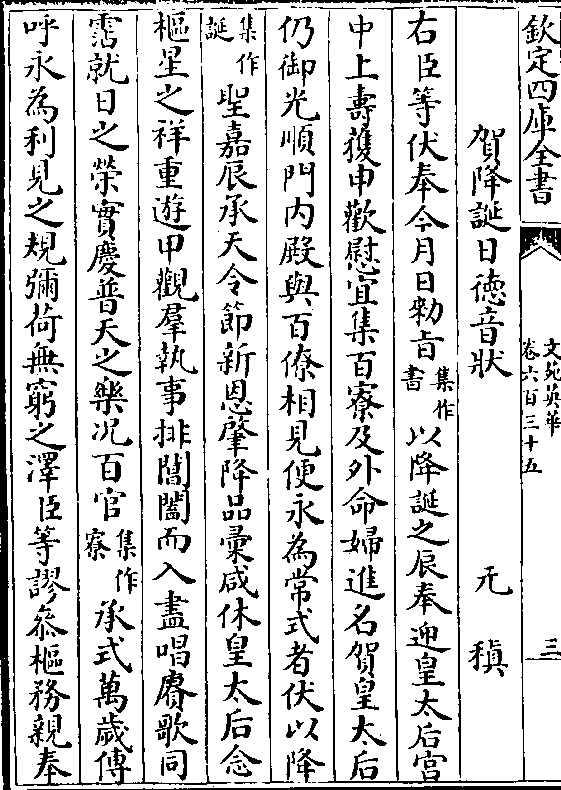 欽定四庫全書
文苑英華
卷六百三十五
三
賀降誕日德音狀
元稹
右臣等伏奉今月日勑旨集作書以降誕之辰奉迎皇太后宫
中上壽獲申歡慰宜集百寮及外命婦進名賀皇太后
仍御光順門内殿與百僚相見便永為常式者伏以降
集作誕聖嘉辰承天令節新恩肇降品彚咸休皇太后念
樞星之祥重遊甲觀羣執事排閶闔而入盡唱賡歌同
霑就日之榮實慶普天之樂况百官集作寮承式萬歲傳
呼永為利見之規彌荷無窮之澤臣等謬叅樞務親奉